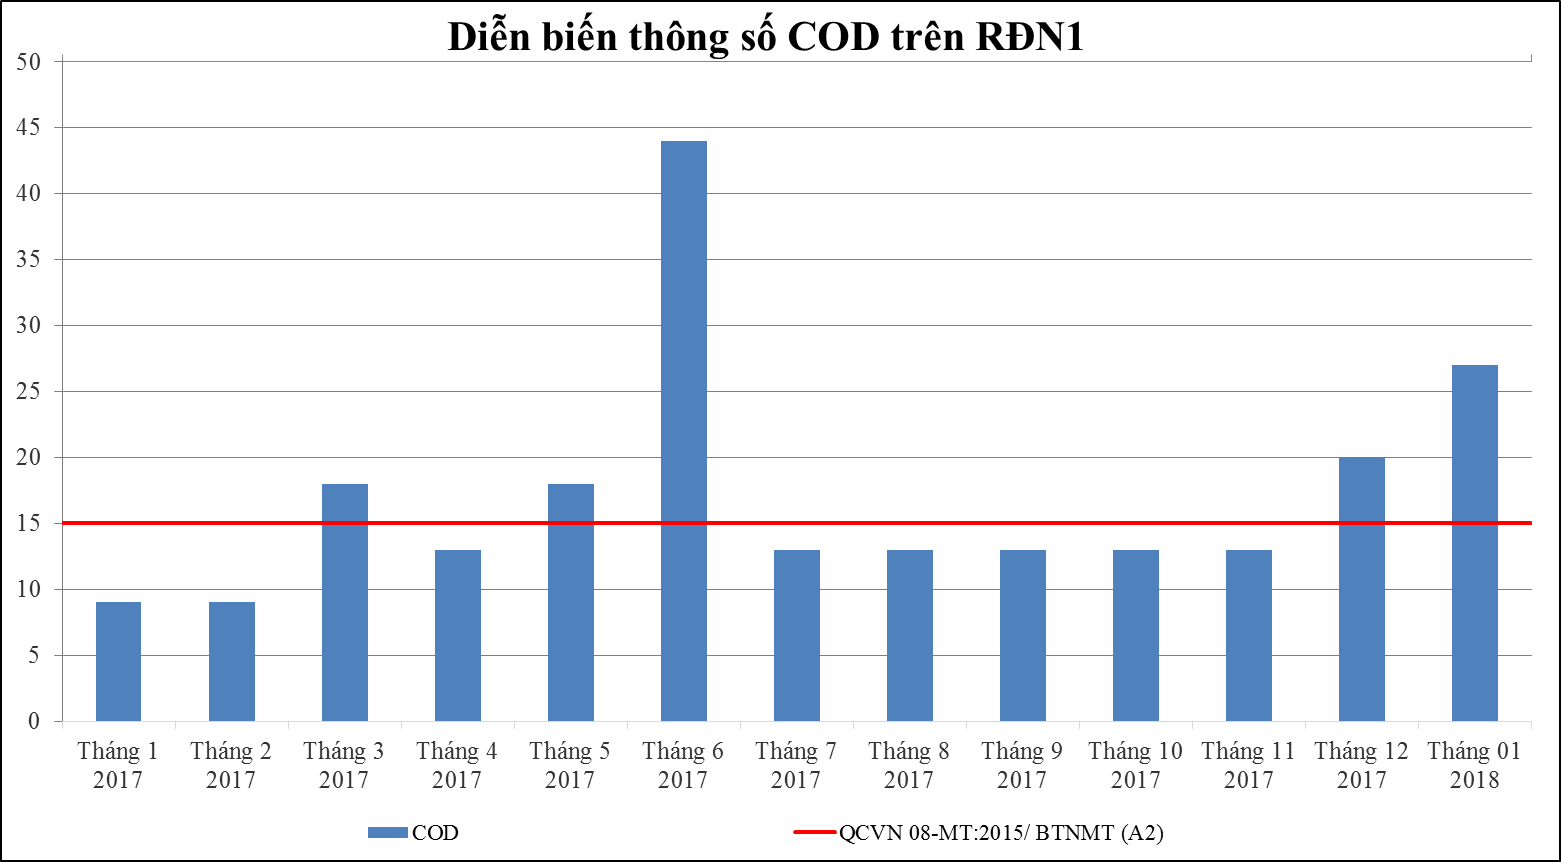 Diễn biến thông số COD trên RĐN1
50
45
40
35
30
25
20
15
10
5
0
Tháng 1 2017
Tháng 2 2017
Tháng 3 2017
Tháng 4 2017
Tháng 5 2017
Tháng 6 2017
Tháng 7 2017
Tháng 8 2017
Tháng 9 2017
Tháng 10 2017
Tháng 11 2017
Tháng 12 2017
Tháng 01 2018
COD
QCVN 08-MT:2015/ BTNMT (A2)